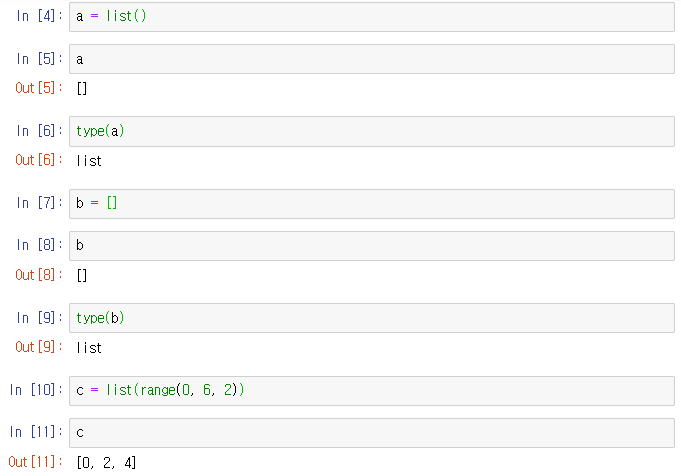 In [4]: a = list()
In [5]: a
Out[5]: []
In [6]: type(a)
Out[6]: list
In [7]: b = []
In [8]: b
Out[8]: []
In [9]: type(b)
Out[9]: list
In [10]: c = list(range(0, 6, 2))
In [11]: c
Out[11]: [0, 2, 4]